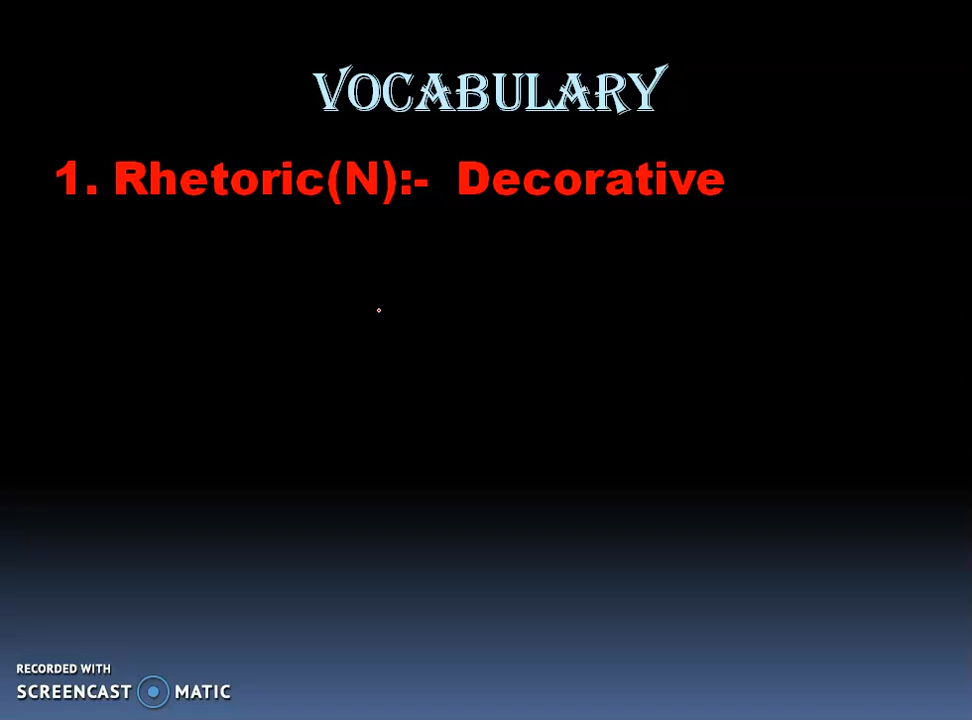 VOCABULARY
1. Rhetoric(N):- Decorative
RECORDED WITH
SCREENCAST MATIC